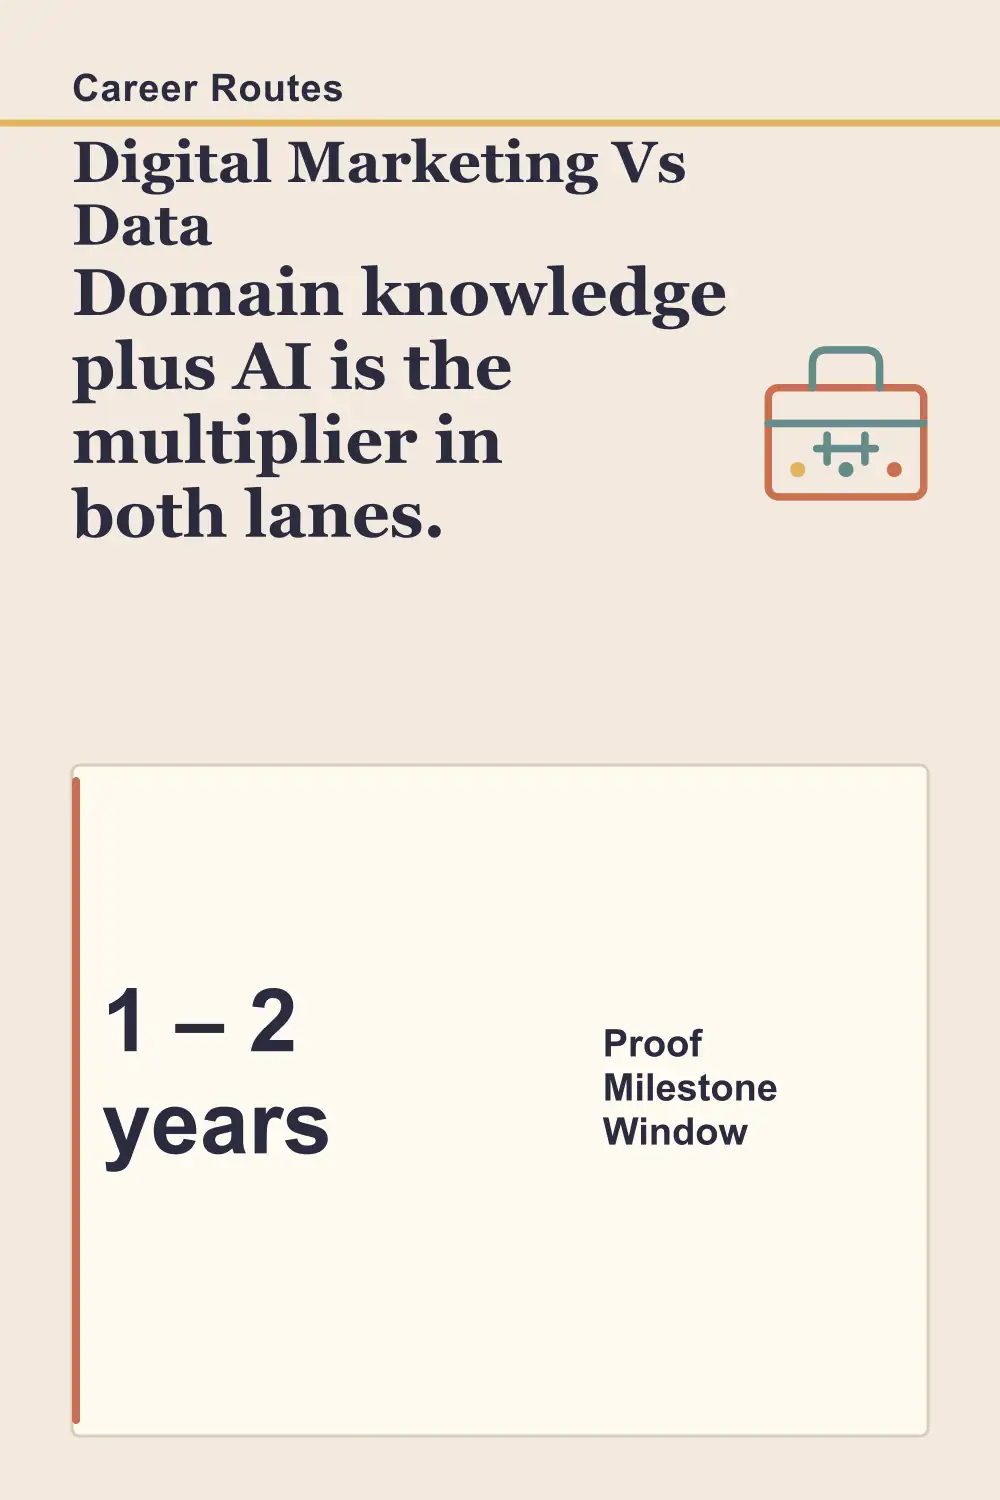 Career Routes
Digital Marketing Vs
Data
Domain knowledge
plus AI is the
multiplier in
both lanes.
1 – 2
years
Proof
Milestone
Window